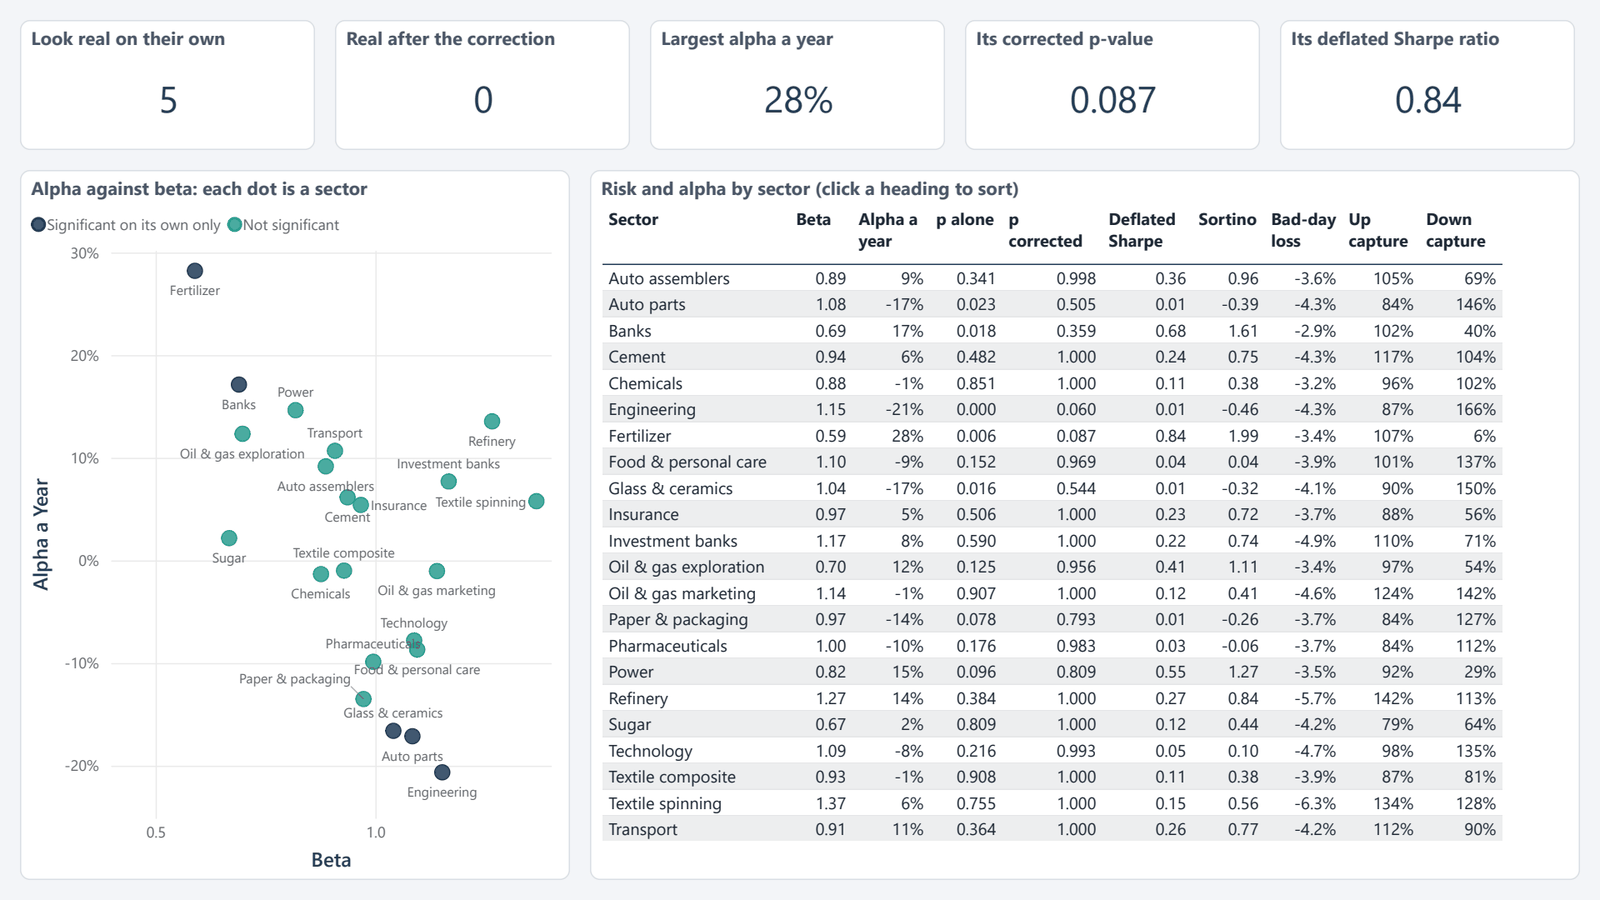 Look real on their own
5
Real after the correction
0
Largest alpha a year
28%
Its corrected p-value
0.087
Its deflated Sharpe ratio
0.84
Alpha against beta: each dot is a sector
Significant on its own only Not significant
30%
20%
10%
0%
-10%
-20%
Alpha a Year
Fertilizer
Banks
Power
Oil & gas exploration
Transport
Refinery
Investment banks
Auto assemblers
Cement
Insurance
Textile spinning
Sugar
Textile composite
Chemicals
Oil & gas marketing
Technology
Pharmaceuticals
Food & personal care
Paper & packaging
Glass & ceramics
Auto parts
Engineering
0.5 1.0
Beta
Risk and alpha by sector (click a heading to sort)
Sector Beta Alpha a year p alone p corrected Deflated Sharpe Sortino Bad-day loss Up capture Down capture
Auto assemblers 0.89 9% 0.341 0.998 0.36 0.96 -3.6% 105% 69%
Auto parts 1.08 -17% 0.023 0.505 0.01 -0.39 -4.3% 84% 146%
Banks 0.69 17% 0.018 0.359 0.68 1.61 -2.9% 102% 40%
Cement 0.94 6% 0.482 1.000 0.24 0.75 -4.3% 117% 104%
Chemicals 0.88 -1% 0.851 1.000 0.11 0.38 -3.2% 96% 102%
Engineering 1.15 -21% 0.000 0.060 0.01 -0.46 -4.3% 87% 166%
Fertilizer 0.59 28% 0.006 0.087 0.84 1.99 -3.4% 107% 6%
Food & personal care 1.10 -9% 0.152 0.969 0.04 0.04 -3.9% 101% 137%
Glass & ceramics 1.04 -17% 0.016 0.544 0.01 -0.32 -4.1% 90% 150%
Insurance 0.97 5% 0.506 1.000 0.23 0.72 -3.7% 88% 56%
Investment banks 1.17 8% 0.590 1.000 0.22 0.74 -4.9% 110% 71%
Oil & gas exploration 0.70 12% 0.125 0.956 0.41 1.11 -3.4% 97% 54%
Oil & gas marketing 1.14 -1% 0.907 1.000 0.12 0.41 -4.6% 124% 142%
Paper & packaging 0.97 -14% 0.078 0.793 0.01 -0.26 -3.7% 84% 127%
Pharmaceuticals 1.00 -10% 0.176 0.983 0.03 -0.06 -3.7% 84% 112%
Power 0.82 15% 0.096 0.809 0.55 1.27 -3.5% 92% 29%
Refinery 1.27 14% 0.384 1.000 0.27 0.84 -5.7% 142% 113%
Sugar 0.67 2% 0.809 1.000 0.12 0.44 -4.2% 79% 64%
Technology 1.09 -8% 0.216 0.993 0.05 0.10 -4.7% 98% 135%
Textile composite 0.93 -1% 0.908 1.000 0.11 0.38 -3.9% 87% 81%
Textile spinning 1.37 6% 0.755 1.000 0.15 0.56 -6.3% 134% 128%
Transport 0.91 11% 0.364 1.000 0.26 0.77 -4.2% 112% 90%